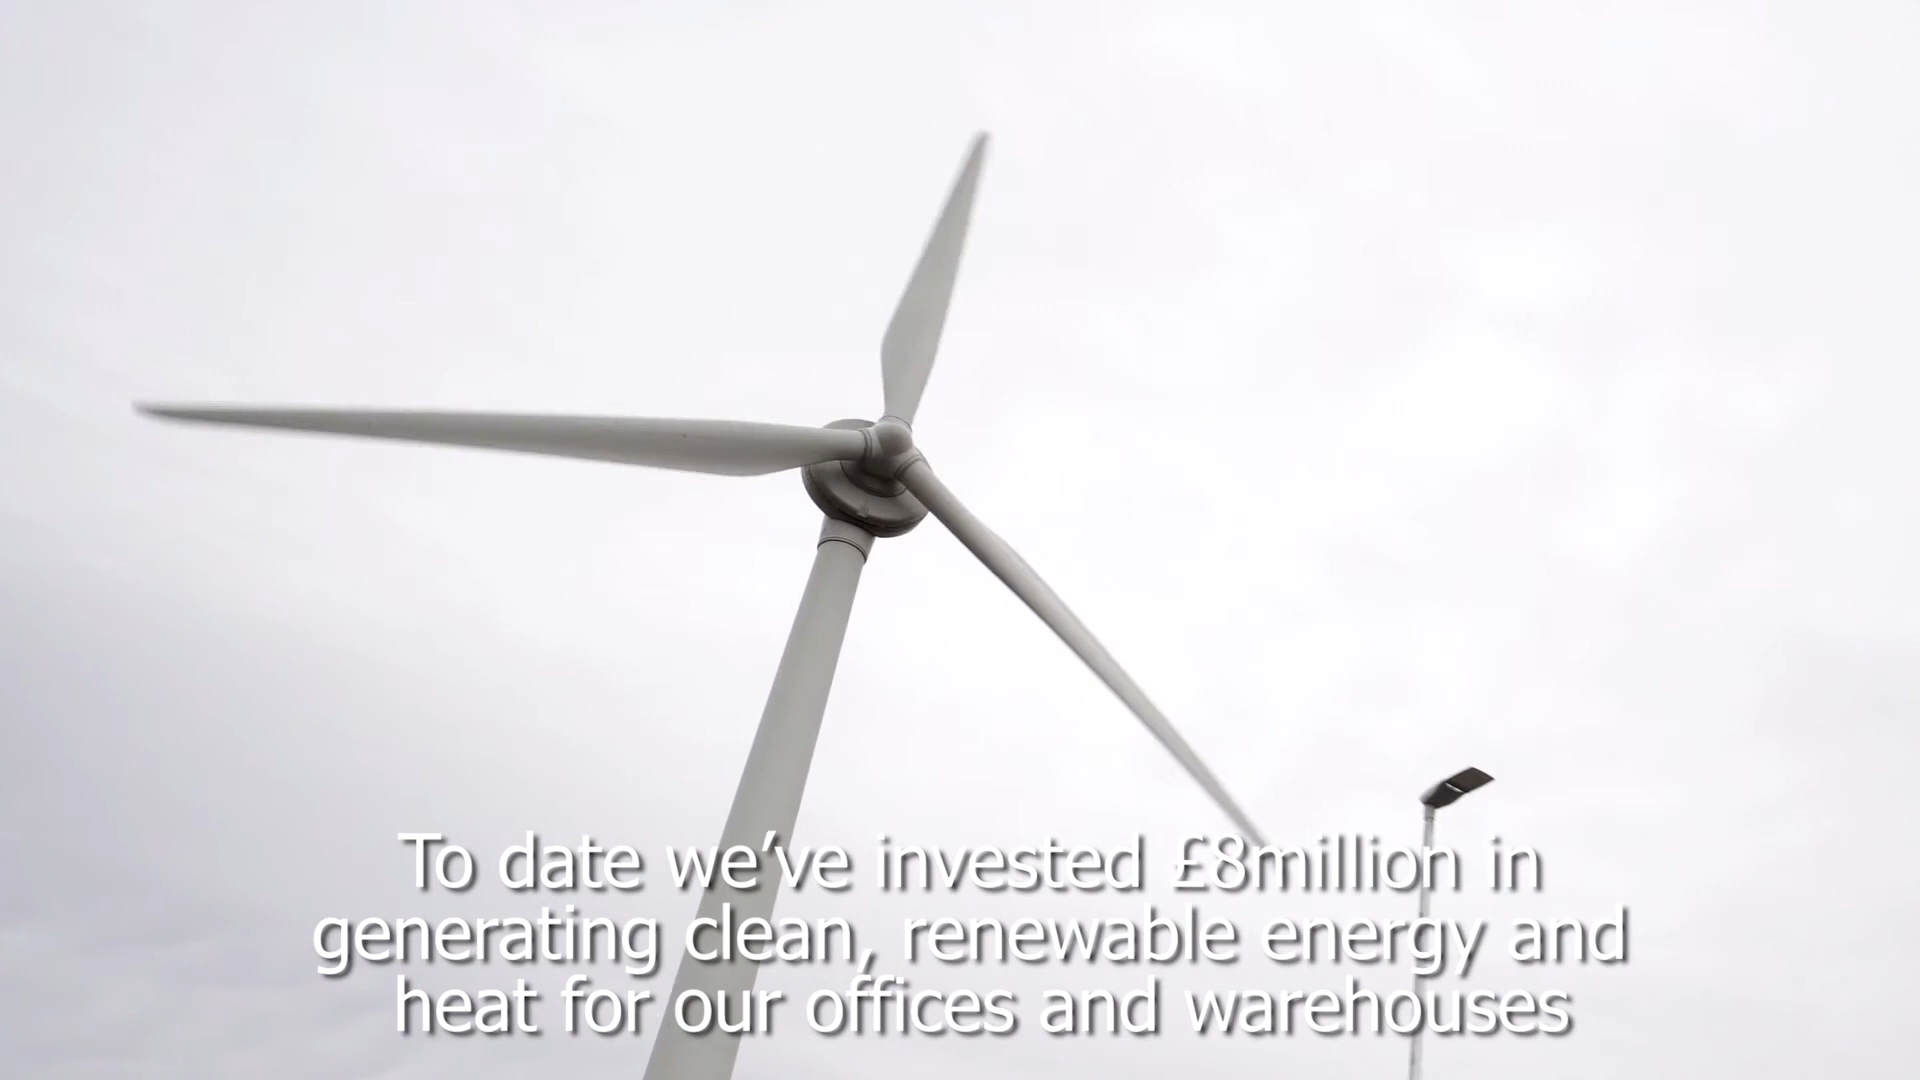 To date we’ve invested £8million in
generating clean, renewable energy and
heat for our offices and warehouses